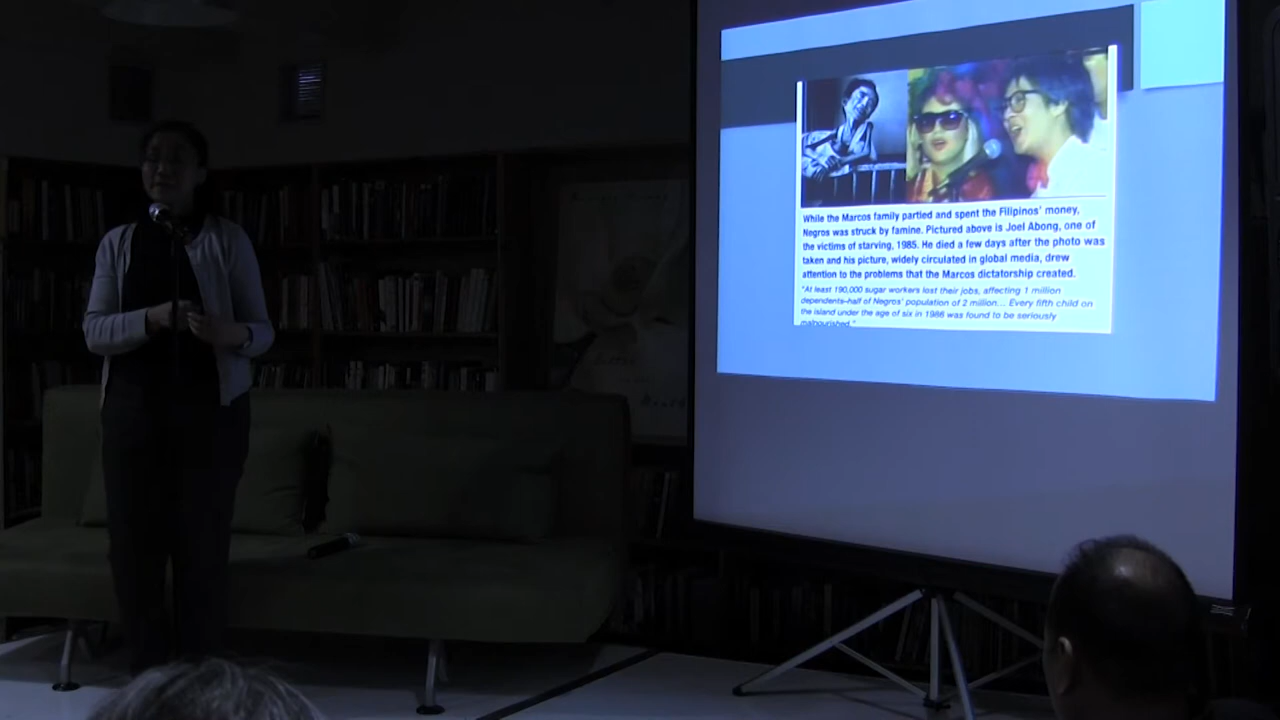 While the Marcos family partied and spent the Filipinos' money,
Negros was struck by famine. Pictured above is Joel Abong, one of
the victims of starving, 1985. He died a few days after the photo was
taken and his picture, widely circulated in global media, drew
attention to the problems that the Marcos dictatorship created.
"At least 190,000 sugar workers lost their jobs, affecting 1 million
dependents–half of Negros' population of 2 million... Every fifth child on
the island under the age of six in 1986 was found to be seriously
malnourished."